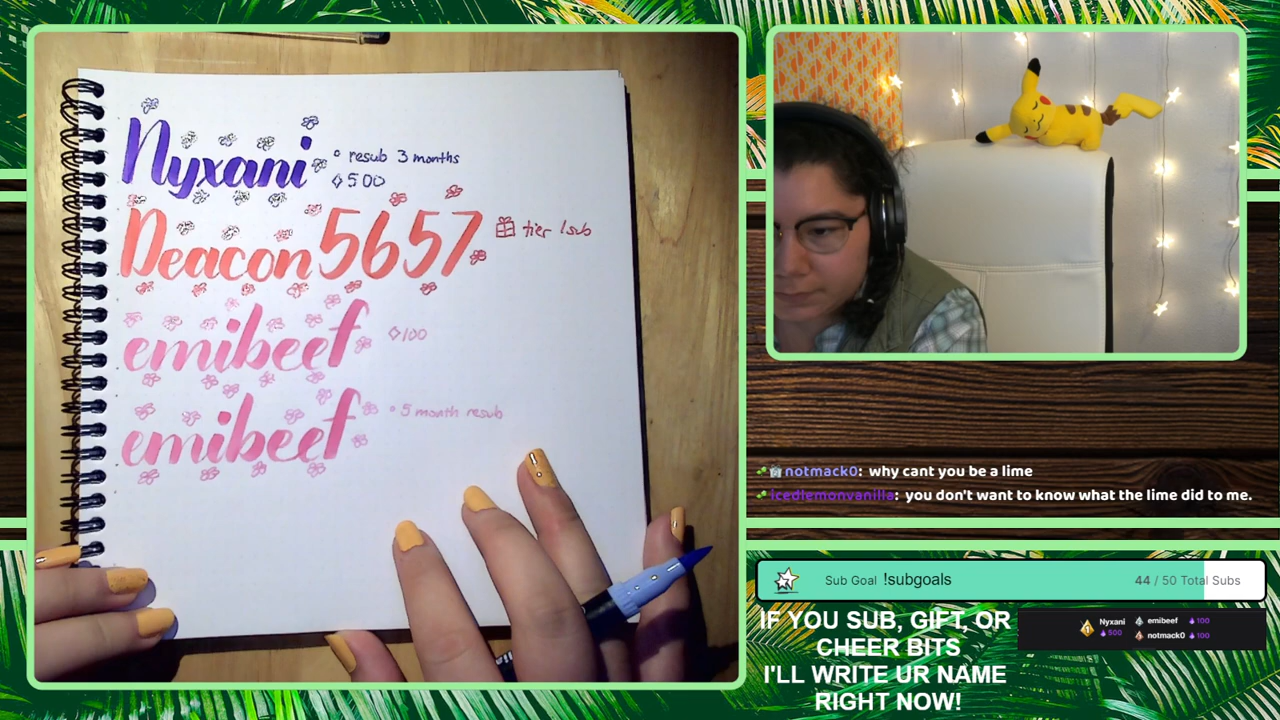 Nyxani ° resub 3 months
◇500
Deacon5657 tier 1 sub
emibeef ◇100
emibeef ° 5 month resub
notmack0: why cant you be a lime
icedlemonvanilla: you don't want to know what the lime did to me.
Sub Goal !subgoals 44 / 50 Total Subs
IF YOU SUB, GIFT, OR
CHEER BITS
I'LL WRITE UR NAME
RIGHT NOW!
1 Nyxani 500
emibeef 100
notmack0 100